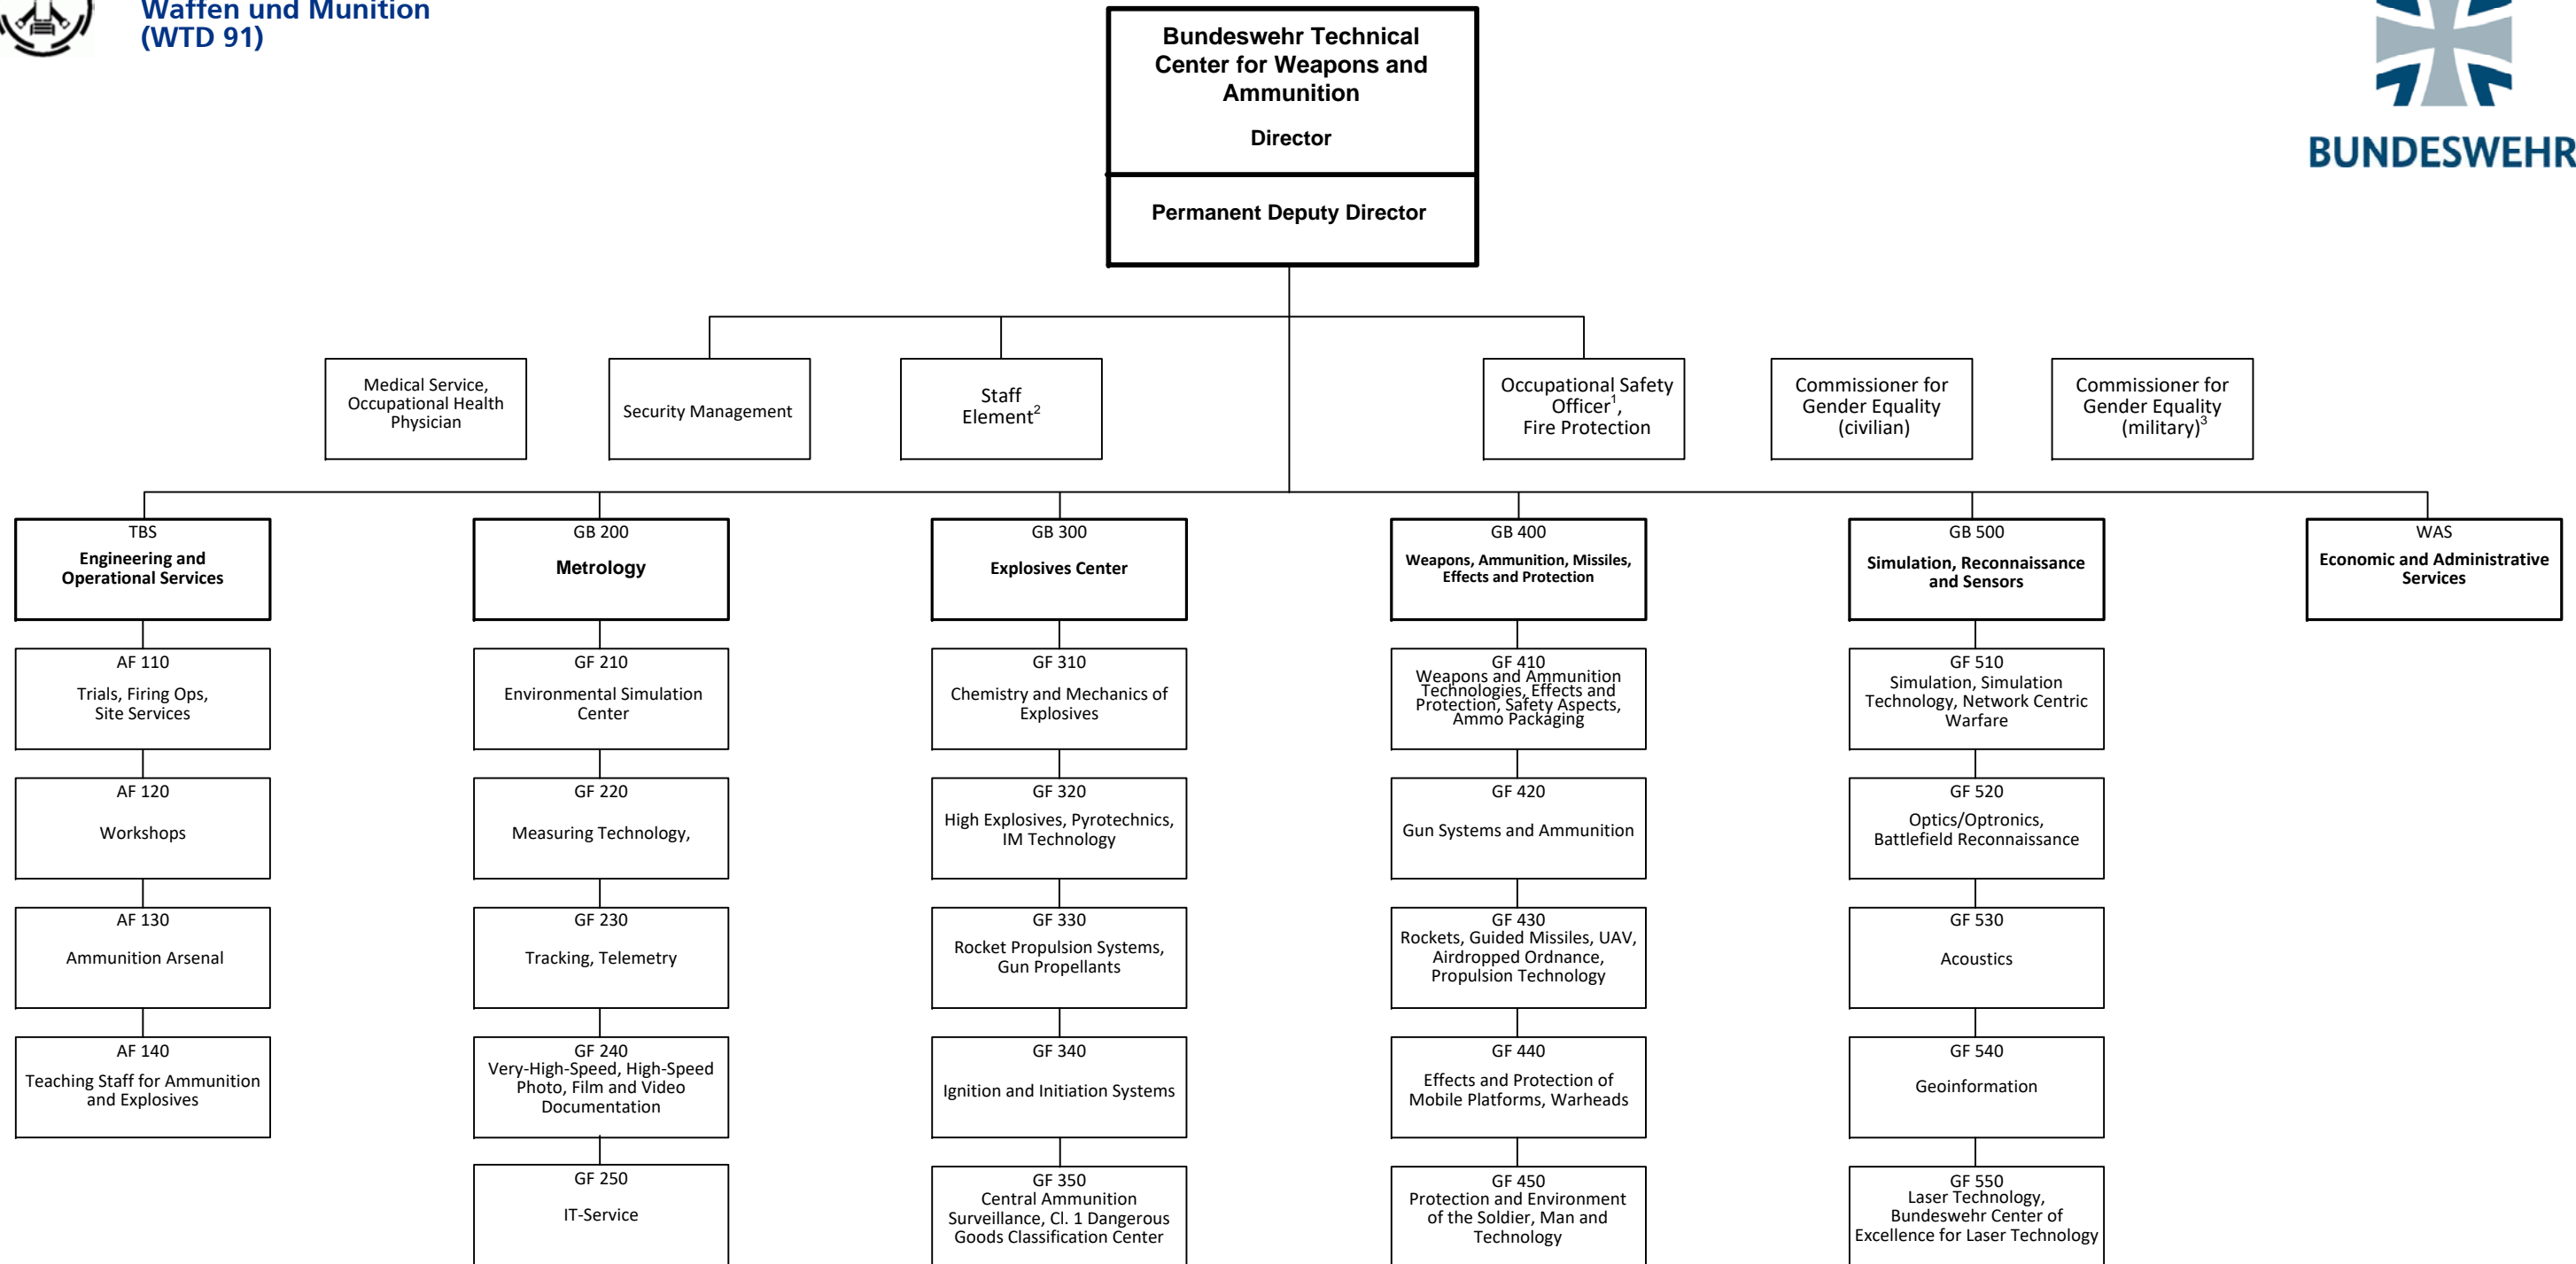 Waffen und Munition
(WTD 91)
Bundeswehr Technical
Center for Weapons and
Ammunition
Director
Permanent Deputy Director
BUNDESWEHR
Medical Service,
Occupational Health
Physician
Security Management
Staff
Element²
Occupational Safety
Officer¹,
Fire Protection
Commissioner for
Gender Equality
(civilian)
Commissioner for
Gender Equality
(military)³
TBS
Engineering and
Operational Services
GB 200
Metrology
GB 300
Explosives Center
GB 400
Weapons, Ammunition, Missiles,
Effects and Protection
GB 500
Simulation, Reconnaissance
and Sensors
WAS
Economic and Administrative
Services
AF 110
Trials, Firing Ops,
Site Services
GF 210
Environmental Simulation
Center
GF 310
Chemistry and Mechanics of
Explosives
GF 410
Weapons and Ammunition
Technologies, Effects and
Protection, Safety Aspects,
Ammo Packaging
GF 510
Simulation, Simulation
Technology, Network Centric
Warfare
AF 120
Workshops
GF 220
Measuring Technology,
GF 320
High Explosives, Pyrotechnics,
IM Technology
GF 420
Gun Systems and Ammunition
GF 520
Optics/Optronics,
Battlefield Reconnaissance
AF 130
Ammunition Arsenal
GF 230
Tracking, Telemetry
GF 330
Rocket Propulsion Systems,
Gun Propellants
GF 430
Rockets, Guided Missiles, UAV,
Airdropped Ordnance,
Propulsion Technology
GF 530
Acoustics
AF 140
Teaching Staff for Ammunition
and Explosives
GF 240
Very-High-Speed, High-Speed
Photo, Film and Video
Documentation
GF 340
Ignition and Initiation Systems
GF 440
Effects and Protection of
Mobile Platforms, Warheads
GF 540
Geoinformation
GF 250
IT-Service
GF 350
Central Ammunition
Surveillance, Cl. 1 Dangerous
Goods Classification Center
GF 450
Protection and Environment
of the Soldier, Man and
Technology
GF 550
Laser Technology,
Bundeswehr Center of
Excellence for Laser Technology